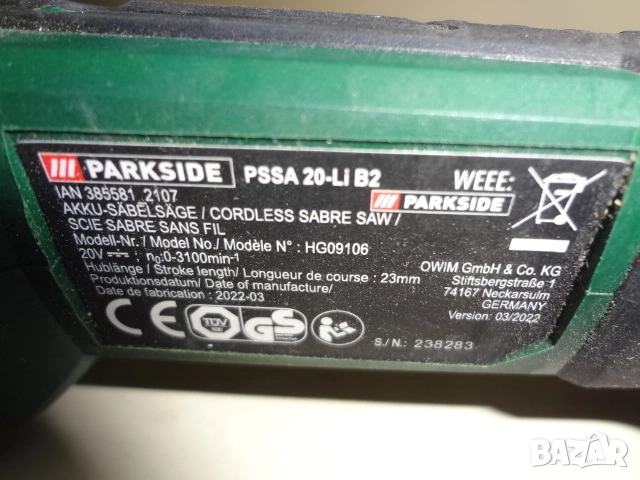 PARKSIDE PSSA 20-Li B2 WEEE:
PARKSIDE
IAN 385581_2107
AKKU-SÄBELSÄGE / CORDLESS SABRE SAW /
SCIE SABRE SANS FIL
Modell-Nr./ Model No./ Modèle N° : HG09106
20V ⎓ n₀:0-3100min-¹
Hublänge / Stroke length/ Longueur de course : 23mm
Produktionsdatum/ Date of manufacture/
Date de fabrication : 2022-03
OWIM GmbH & Co. KG
Stiftsbergstraße 1
74167 Neckarsulm
GERMANY
Version: 03/2022
CE TÜV GS
S/N.: 238283
BAZAR.bg